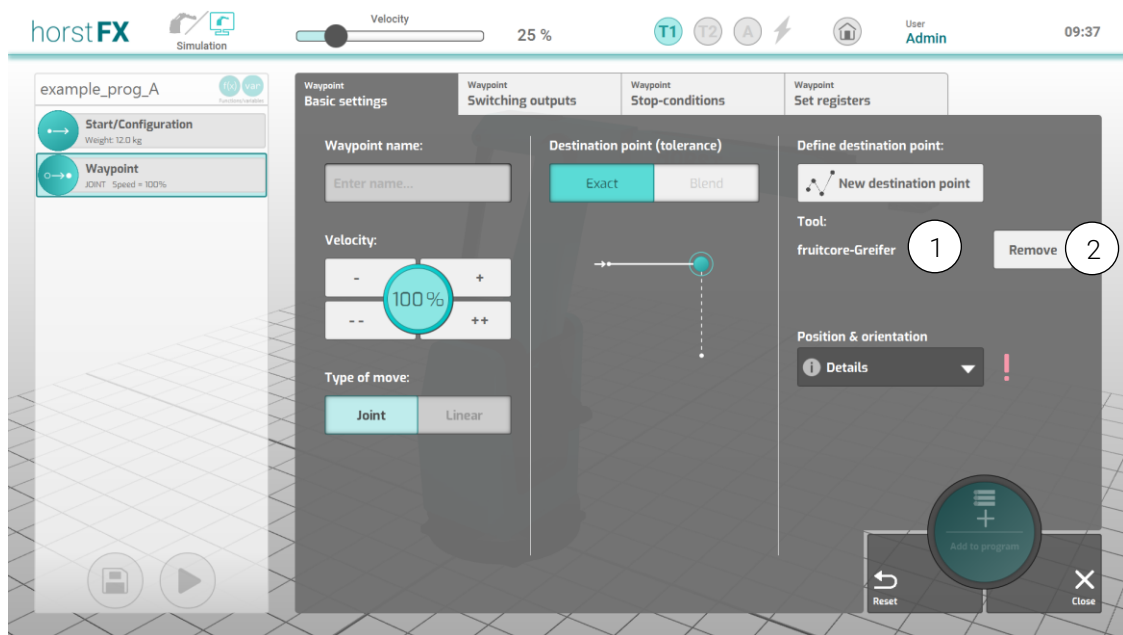 horstFX
Simulation
Velocity
25 %
T1
T2
A
User
Admin
09:37
example_prog_A
f(x)
var
Functions/variables
Start/Configuration
Weight: 12.0 kg
Waypoint
JOINT Speed = 100%
Waypoint
Basic settings
Waypoint
Switching outputs
Waypoint
Stop-conditions
Waypoint
Set registers
Waypoint name:
Enter name...
Velocity:
-
+
100%
--
++
Type of move:
Joint
Linear
Destination point (tolerance)
Exact
Blend
Define destination point:
New destination point
Tool:
fruitcore-Greifer
1
Remove
2
Position & orientation
i
Details
!
+
Add to program
Reset
Close